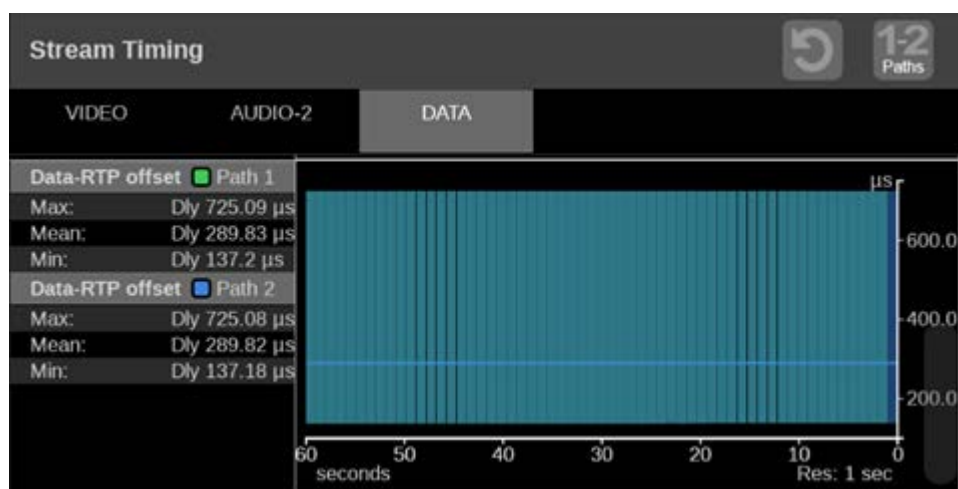 Stream Timing
1-2
Paths
VIDEO AUDIO-2 DATA
Data-RTP offset Path 1
Max: Dly 725.09 µs
Mean: Dly 289.83 µs
Min: Dly 137.2 µs
Data-RTP offset Path 2
Max: Dly 725.08 µs
Mean: Dly 289.82 µs
Min: Dly 137.18 µs
µs
600.0
400.0
200.0
60 50 40 30 20 10 0
seconds Res: 1 sec